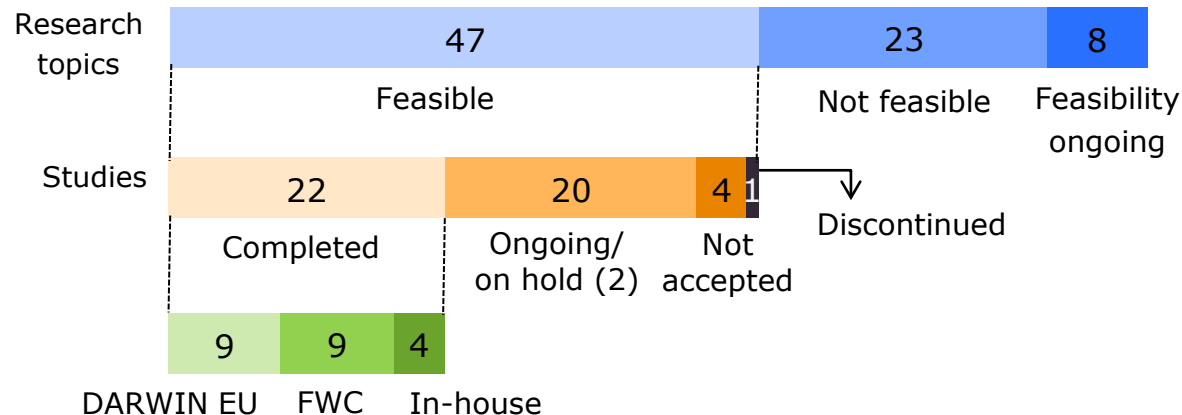 Research
topics
47
23
8
Feasible
Not feasible
Feasibility
ongoing
Studies
22
20
4
1
Discontinued
Completed
Ongoing/
on hold (2)
Not
accepted
9
9
4
DARWIN EU
FWC
In-house